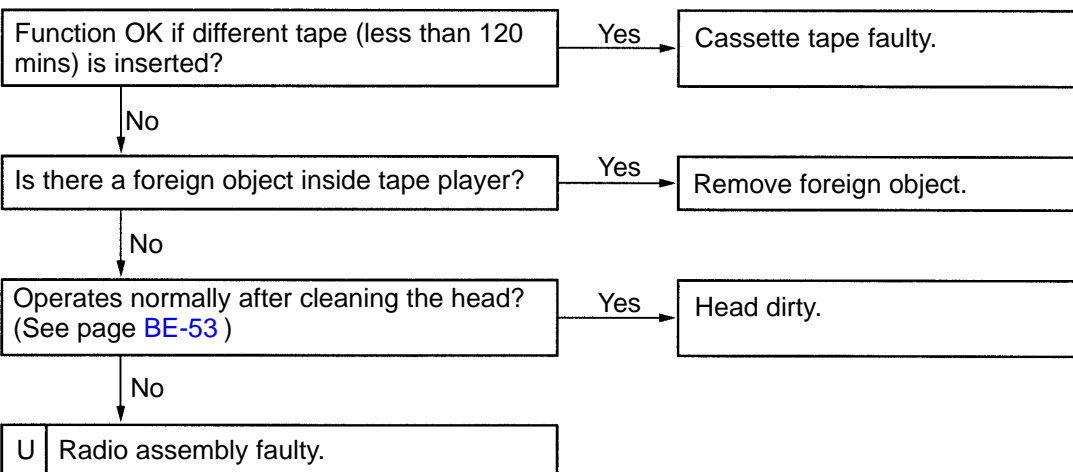 Function OK if different tape (less than 120
mins) is inserted?
Yes
Cassette tape faulty.
No
Is there a foreign object inside tape player?
Yes
Remove foreign object.
No
Operates normally after cleaning the head?
(See page BE-53 )
Yes
Head dirty.
No
U Radio assembly faulty.